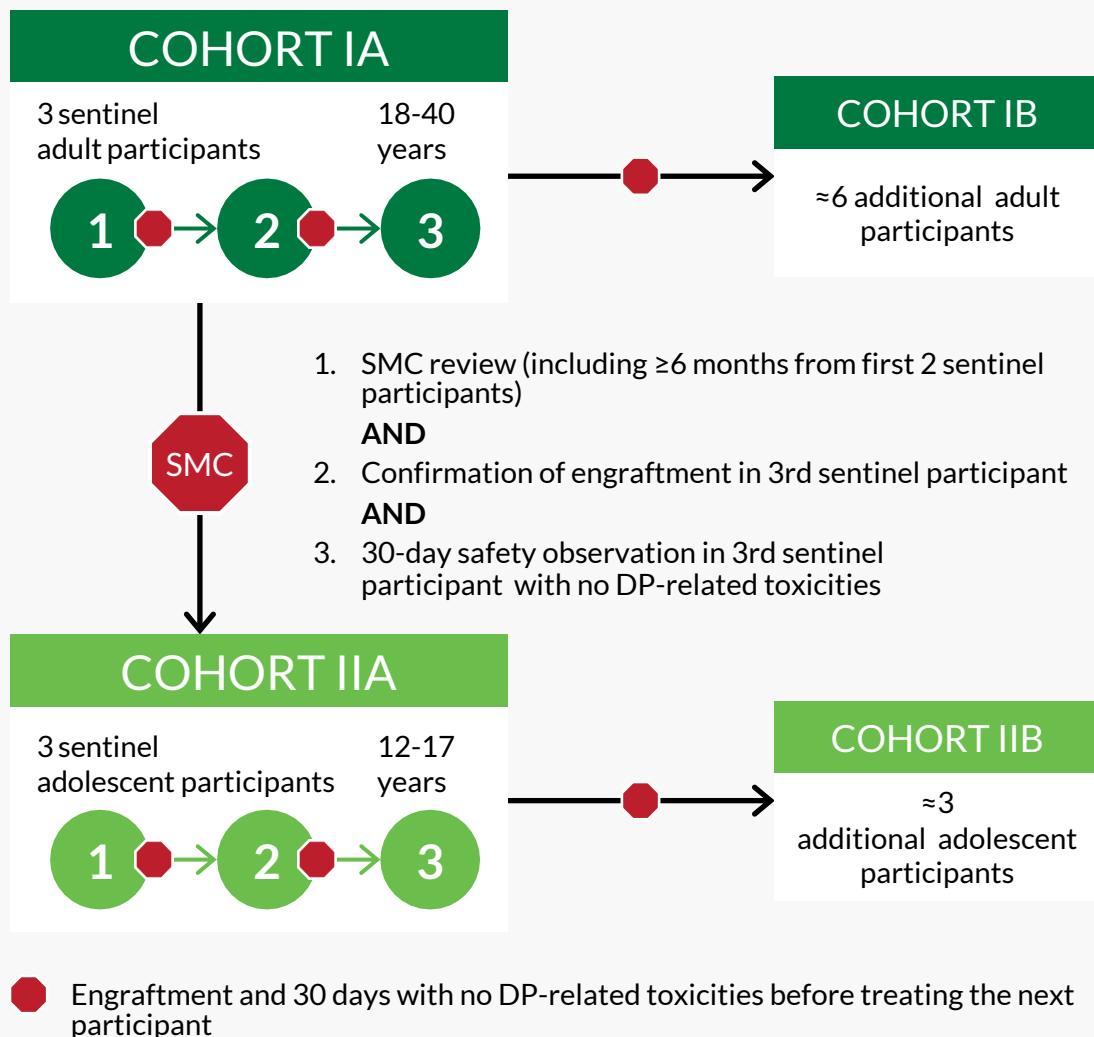 COHORT IA
3 sentinel
adult participants
18-40
years
1
2
3
COHORT IB
≈6 additional adult
participants
SMC
1. SMC review (including ≥6 months from first 2 sentinel
participants)
AND
2. Confirmation of engraftment in 3rd sentinel participant
AND
3. 30-day safety observation in 3rd sentinel
participant with no DP-related toxicities
COHORT IIA
3 sentinel
adolescent participants
12-17
years
1
2
3
COHORT IIB
≈3
additional adolescent
participants
Engraftment and 30 days with no DP-related toxicities before treating the next
participant